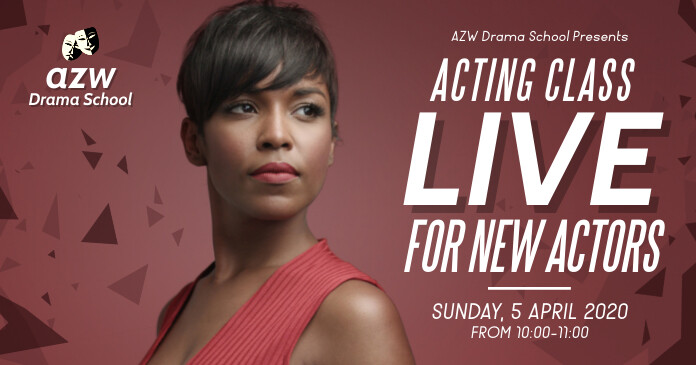 azw
Drama School
AZW Drama School Presents
ACTING CLASS
LIVE
FOR NEW ACTORS
SUNDAY, 5 APRIL 2020
FROM 10:00-11:00